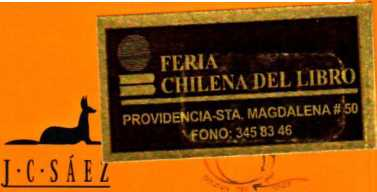 FERIA
CHILENA DEL LIBRO
PROVIDENCIA-STA. MAGDALENA # 50
FONO: 345 83 46
J·C·SÁEZ